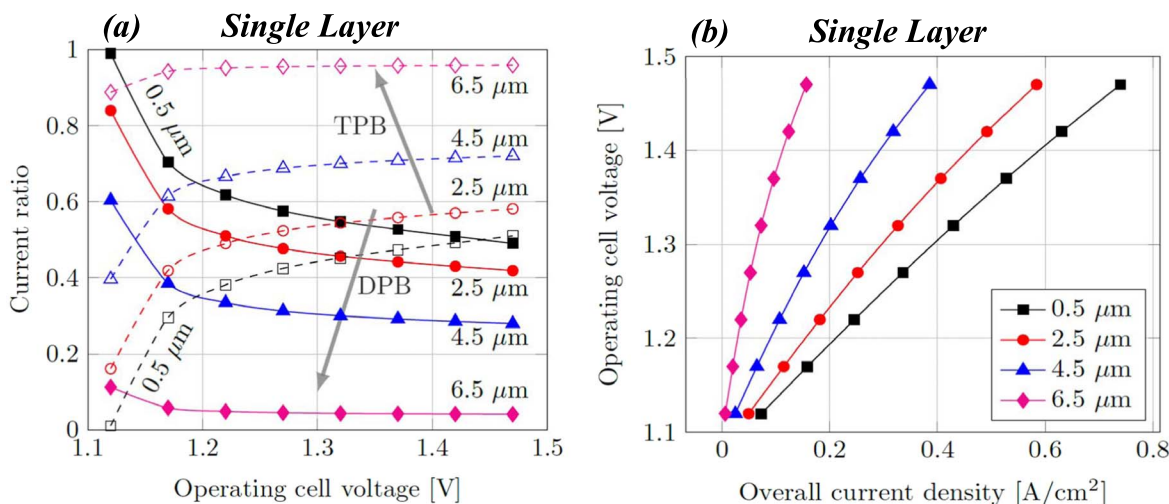 (a) Single Layer
1
0.8
0.6
0.4
0.2
0
1.1 1.2 1.3 1.4 1.5
Current ratio
Operating cell voltage [V]
0.5 μm
6.5 μm
TPB
4.5 μm
2.5 μm
DPB
2.5 μm
4.5 μm
0.5 μm
6.5 μm
(b) Single Layer
1.5
1.4
1.3
1.2
1.1
0 0.2 0.4 0.6 0.8
Operating cell voltage [V]
Overall current density [A/cm²]
0.5 μm
2.5 μm
4.5 μm
6.5 μm